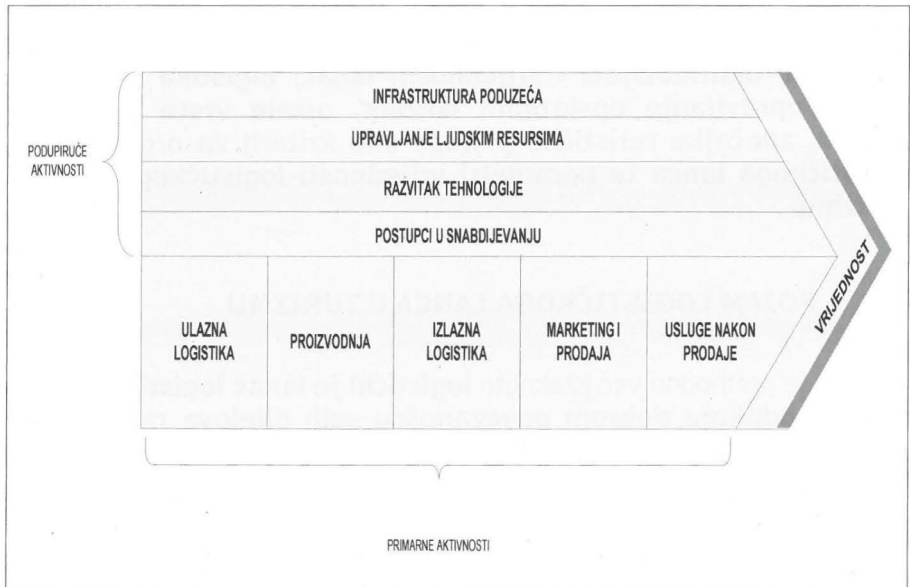 INFRASTRUKTURA PODUZEĆA
UPRAVLJANJE LJUDSKIM RESURSIMA
PODUPIRUĆE
AKTIVNOSTI
RAZVITAK TEHNOLOGIJE
POSTUPCI U SNABDIJEVANJU
VRIJEDNOST
ULAZNA
LOGISTIKA
PROIZVODNJA
IZLAZNA
LOGISTIKA
MARKETING I
PRODAJA
USLUGE NAKON
PRODAJE
PRIMARNE AKTIVNOSTI